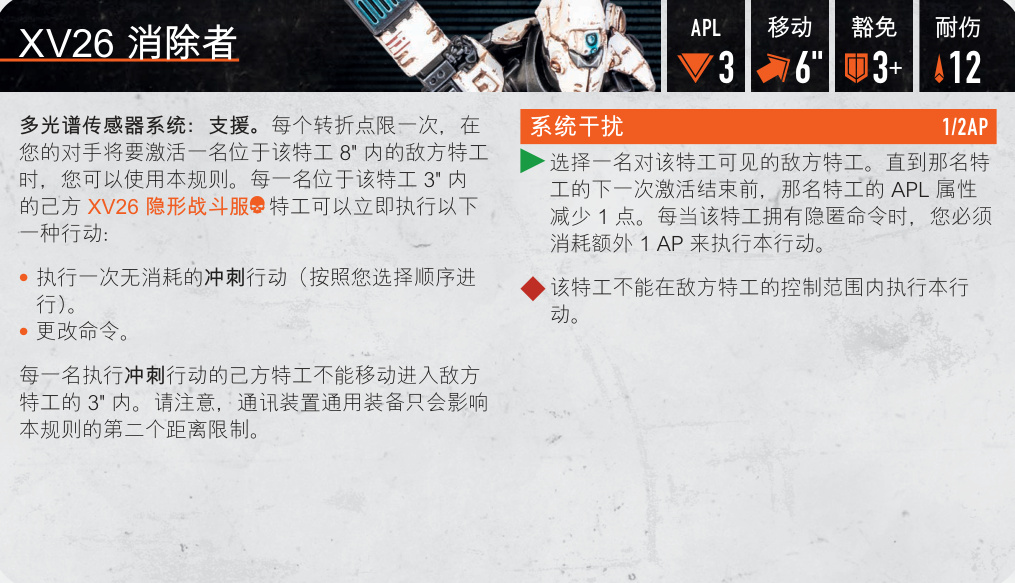 XV26 消除者
APL 3
移动 6"
豁免 3+
耐伤 12
多光谱传感器系统：支援。每个转折点限一次，在
您的对手将要激活一名位于该特工 8" 内的敌方特工
时，您可以使用本规则。每一名位于该特工 3" 内
的己方 XV26 隐形战斗服 特工可以立即执行以下
一种行动:
• 执行一次无消耗的冲刺行动（按照您选择顺序进
行）。
• 更改命令。
每一名执行冲刺行动的己方特工不能移动进入敌方
特工的 3" 内。请注意，通讯装置通用装备只会影响
本规则的第二个距离限制。
系统干扰 1/2AP
选择一名对该特工可见的敌方特工。直到那名特
工的下一次激活结束前，那名特工的 APL 属性
减少 1 点。每当该特工拥有隐匿命令时，您必须
消耗额外 1 AP 来执行本行动。
该特工不能在敌方特工的控制范围内执行本行
动。